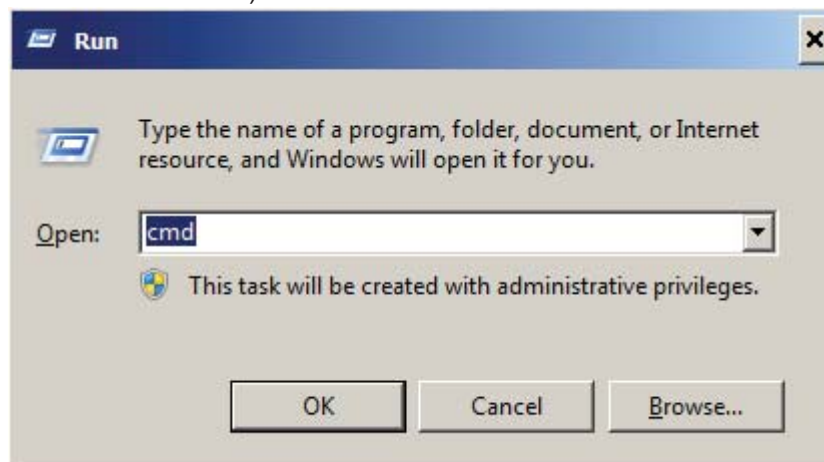 Run
Type the name of a program, folder, document, or Internet
resource, and Windows will open it for you.
Open:
cmd
This task will be created with administrative privileges.
OK
Cancel
Browse...